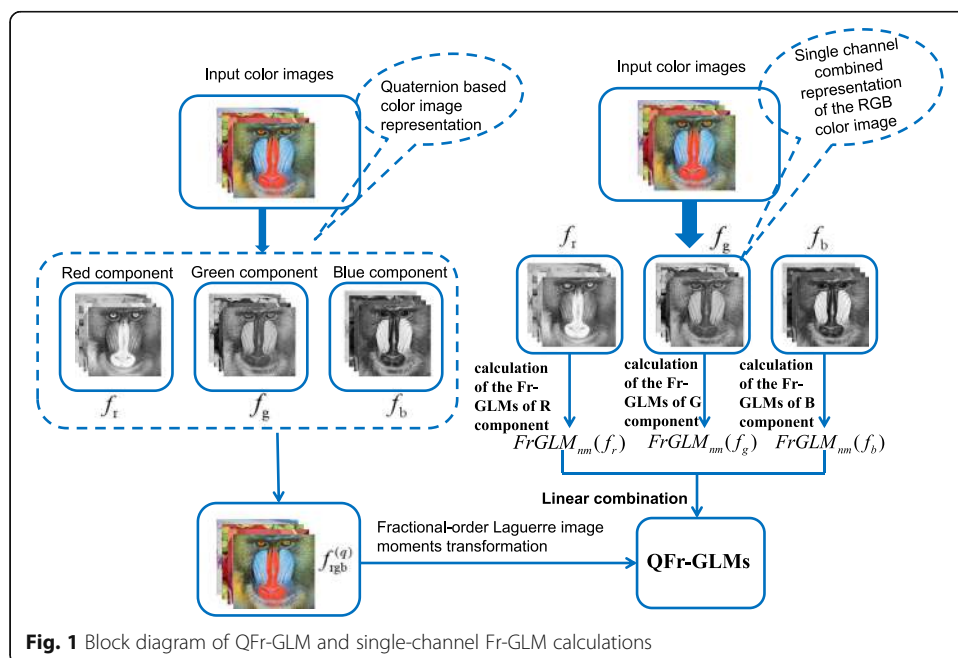 Input color images
Quaternion based
color image
representation
Red component
Green component
Blue component
f_r
f_g
f_b
f_rgb^(q)
Fractional-order Laguerre image
moments transformation
Input color images
Single channel
combined
representation
of the RGB
color image
f_r
f_g
f_b
calculation
of the Fr-
GLMs of R
component
calculation
of the Fr-
GLMs of G
component
calculation
of the Fr-
GLMs of B
component
FrGLM_nm(f_r)
FrGLM_nm(f_g)
FrGLM_nm(f_b)
Linear combination
QFr-GLMs
Fig. 1 Block diagram of QFr-GLM and single-channel Fr-GLM calculations